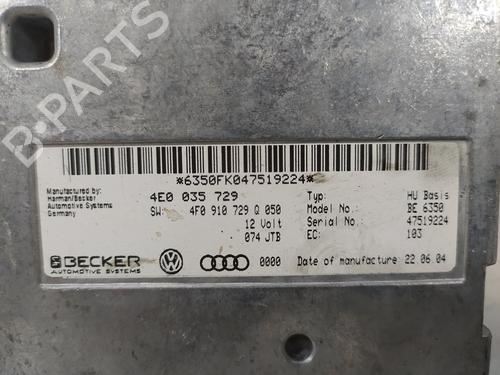 B-PARTS
*6350FK047519224*
Manufactured by:
Harman/Becker
Automotive Systems
Germany
4E0 035 729
SW: 4F0 910 729 Q 050
12 Volt
074 JTB
Typ: HU Basis
Model No: BE 6350
Serial No: 47519224
EC: 103
BECKER
AUTOMOTIVE SYSTEMS
0000 Date of manufacture 22 06 04